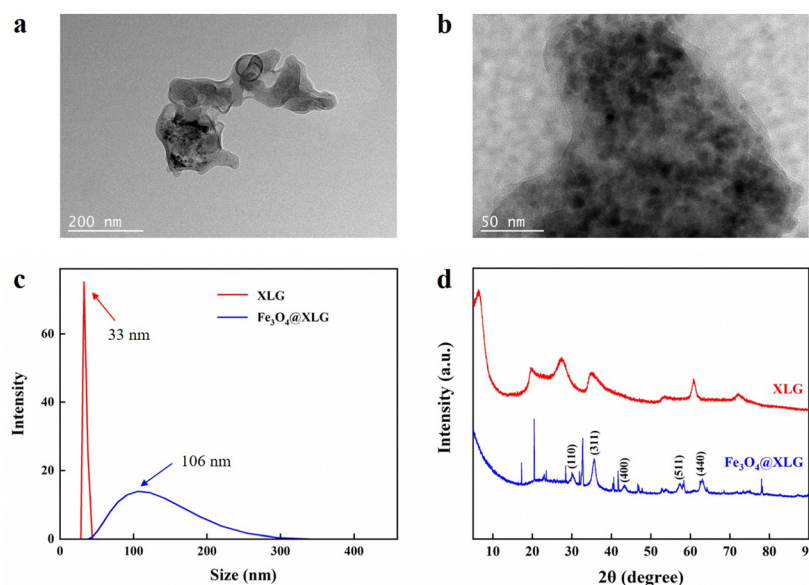 a
b
200 nm
50 nm
c
XLG
Fe₃O₄@XLG
33 nm
106 nm
Intensity
60
40
20
0
0 100 200 300 400
Size (nm)
d
XLG
Fe₃O₄@XLG
(110)
(311)
(400)
(511)
(440)
Intensity (a.u.)
10 20 30 40 50 60 70 80 90
2θ (degree)